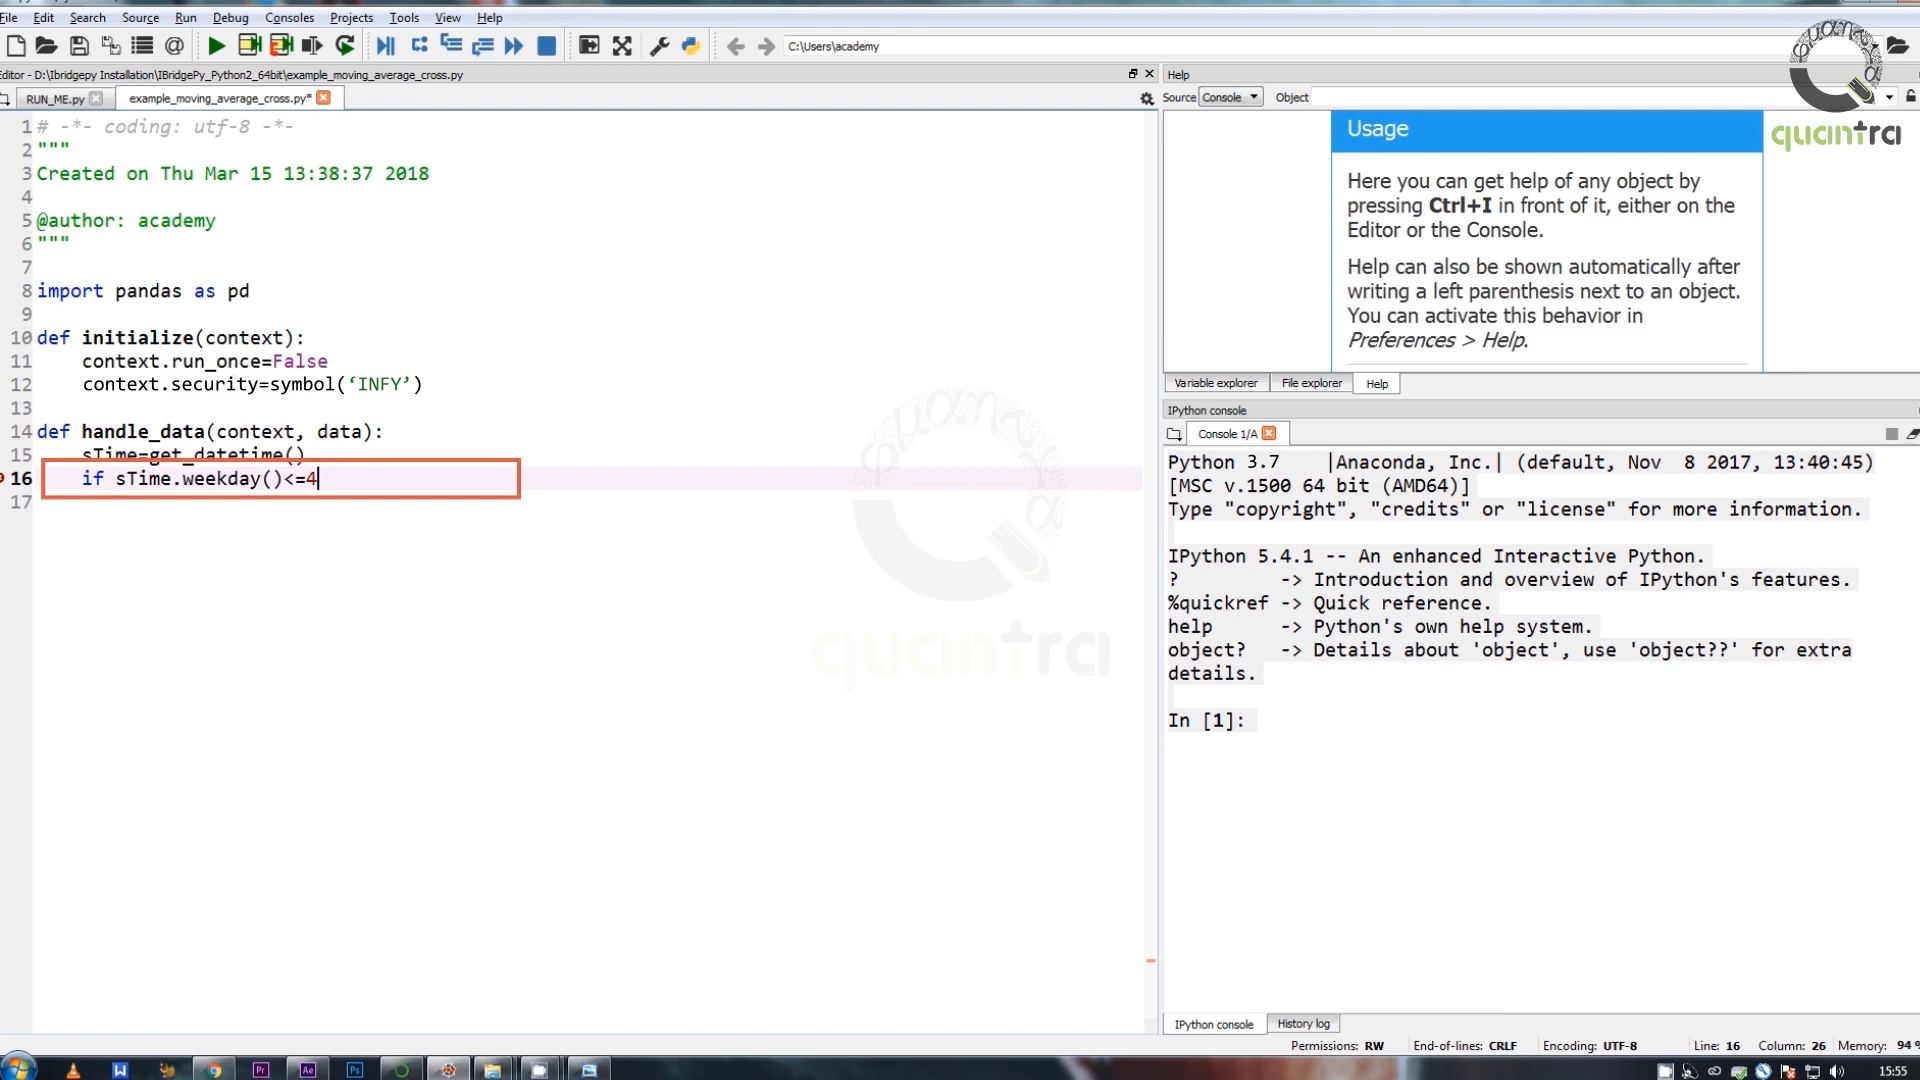 File Edit Search Source Run Debug Consoles Projects Tools View Help
C:\Users\academy
Editor - D:\Ibridgepy Installation\IBridgePy_Python2_64bit\example_moving_average_cross.py
Help
RUN_ME.py
example_moving_average_cross.py*
Source Console Object
quantra
1 # -*- coding: utf-8 -*-
2 """
3 Created on Thu Mar 15 13:38:37 2018
4
5 @author: academy
6 """
7
8 import pandas as pd
9
10 def initialize(context):
11 context.run_once=False
12 context.security=symbol(‘INFY’)
13
14 def handle_data(context, data):
15 sTime=get_datetime()
16 if sTime.weekday()<=4
17
quantra
Usage
Here you can get help of any object by
pressing Ctrl+I in front of it, either on the
Editor or the Console.
Help can also be shown automatically after
writing a left parenthesis next to an object.
You can activate this behavior in
Preferences > Help.
Variable explorer File explorer Help
IPython console
Console 1/A
Python 3.7 |Anaconda, Inc.| (default, Nov 8 2017, 13:40:45)
[MSC v.1500 64 bit (AMD64)]
Type "copyright", "credits" or "license" for more information.
IPython 5.4.1 -- An enhanced Interactive Python.
? -> Introduction and overview of IPython's features.
%quickref -> Quick reference.
help -> Python's own help system.
object? -> Details about 'object', use 'object??' for extra
details.
In [1]:
IPython console History log
Permissions: RW End-of-lines: CRLF Encoding: UTF-8 Line: 16 Column: 26 Memory: 94 %
W Pr Ae Ps
15:55